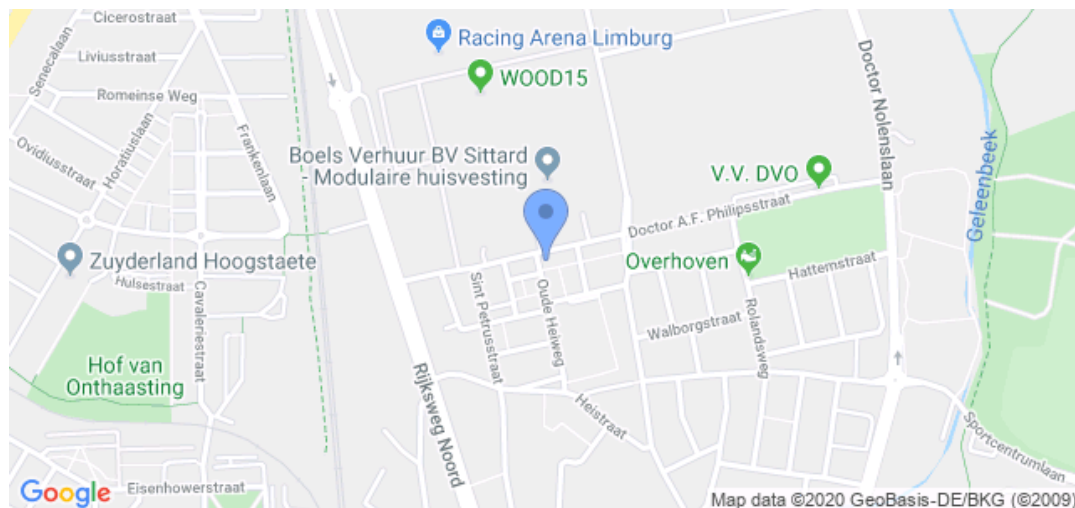 Cicerostraat
Senecalaan
Liviusstraat
Racing Arena Limburg
WOOD15
Romeinse Weg
Horatiuslaan
Ovidiusstraat
Frankenlaan
Doctor Nolenslaan
Geleenbeek
Boels Verhuur BV Sittard
- Modulaire huisvesting
V.V. DVO
Doctor A.F. Philipsstraat
Zuyderland Hoogstaete
Hulsestraat
Cavaleriestraat
Overhoven
Hattemstraat
Sint Petrusstraat
Oude Heiweg
Walborgstraat
Rolandsweg
Hof van
Onthaasting
Rijksweg Noord
Heistraat
Sportcentrumlaan
Google
Eisenhowerstraat
Map data ©2020 GeoBasis-DE/BKG (©2009)